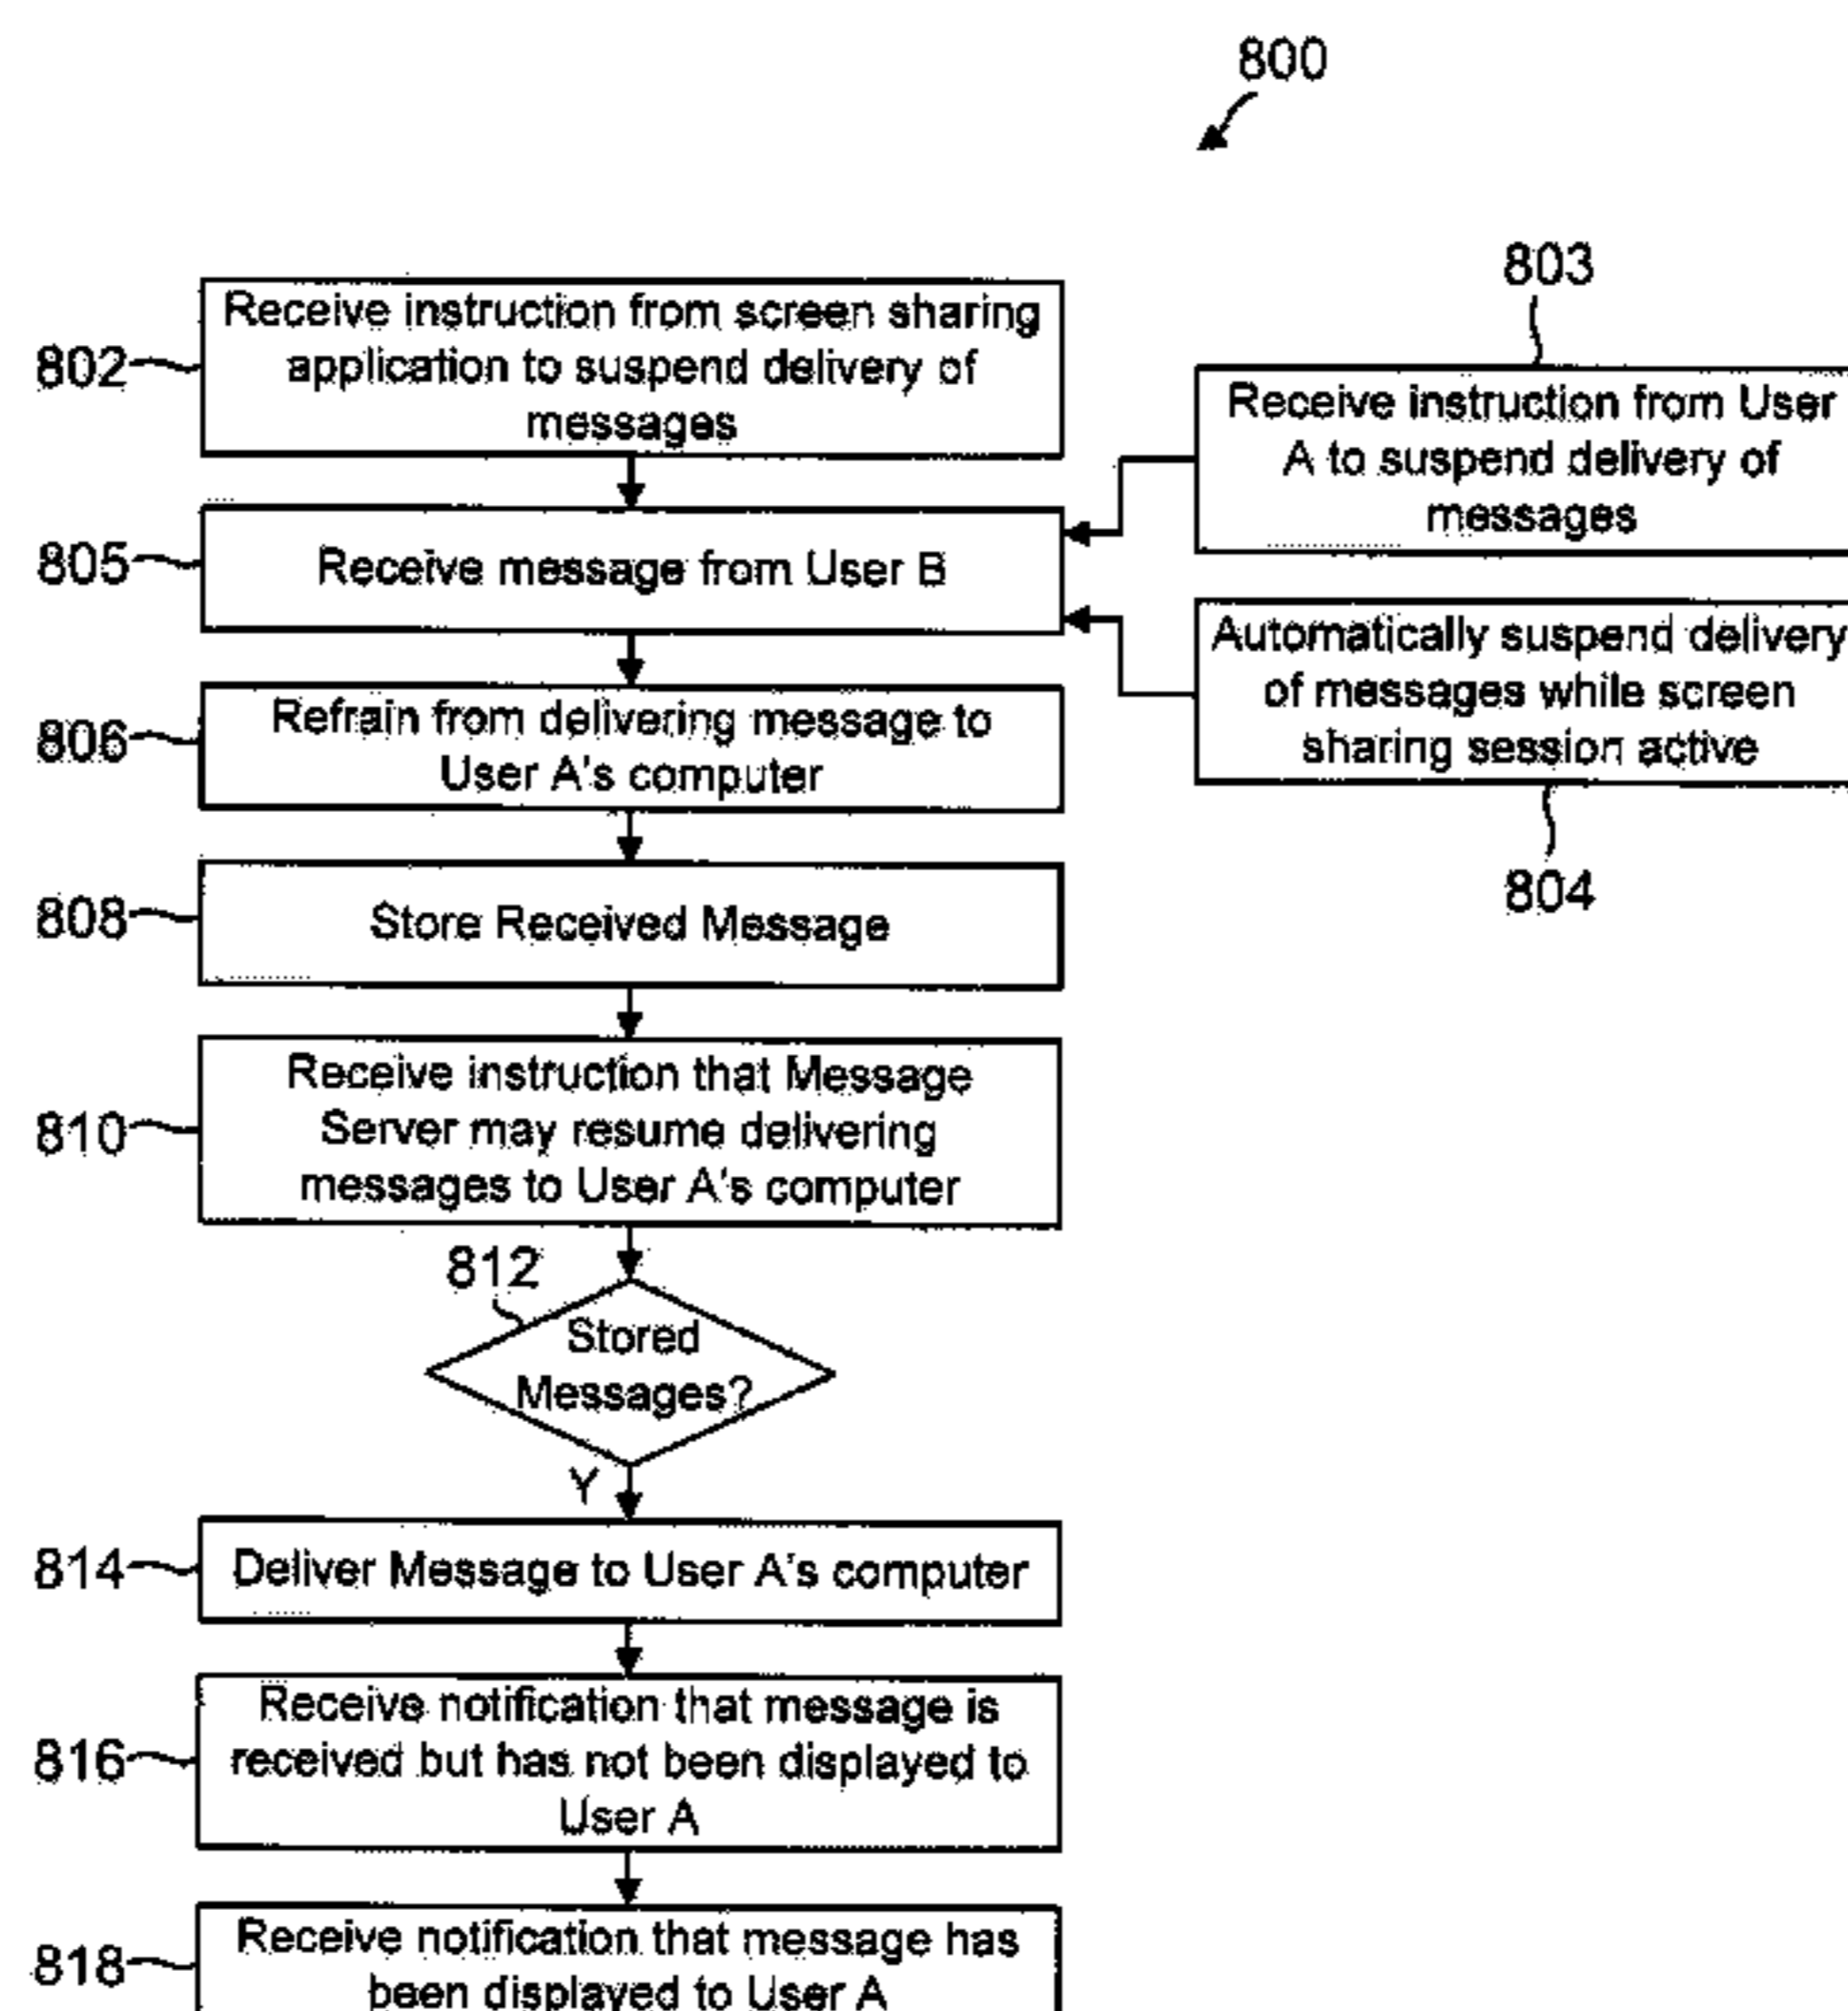 800
802
Receive instruction from screen sharing
application to suspend delivery of
messages
803
Receive instruction from User
A to suspend delivery of
messages
805
Receive message from User B
Automatically suspend delivery
of messages while screen
sharing session active
804
806
Refrain from delivering message to
User A's computer
808
Store Received Message
810
Receive instruction that Message
Server may resume delivering
messages to User A's computer
812
Stored
Messages?
Y
814
Deliver Message to User A's computer
816
Receive notification that message is
received but has not been displayed to
User A
818
Receive notification that message has
been displayed to User A